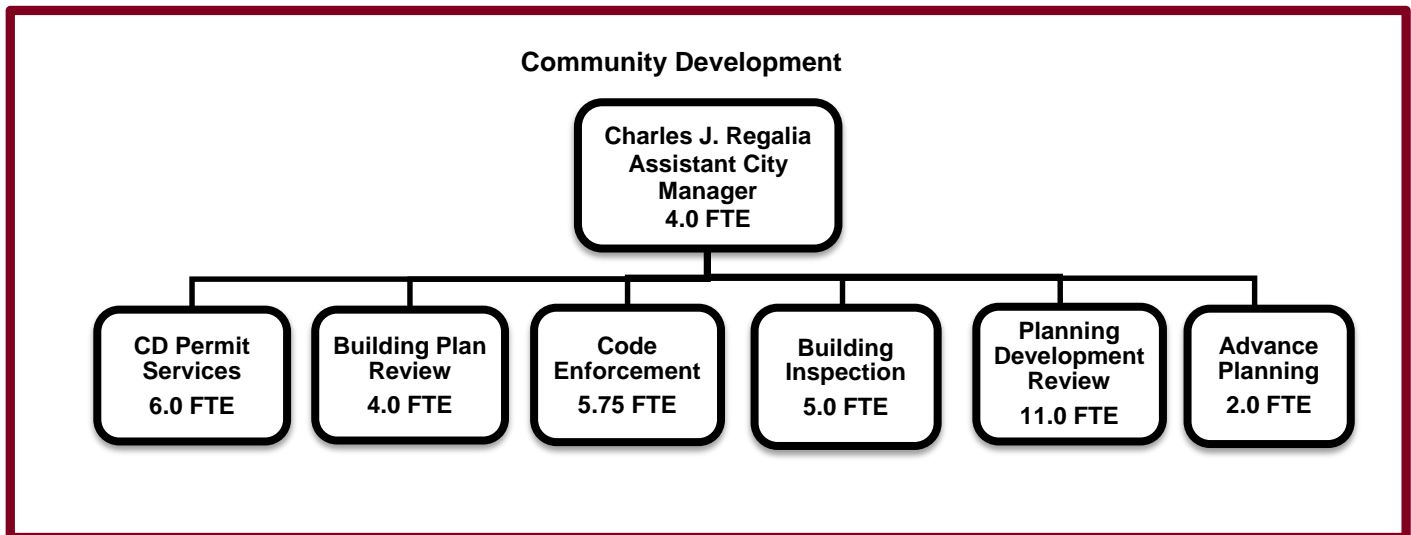 Community Development
Charles J. Regalia
Assistant City
Manager
4.0 FTE
CD Permit
Services
6.0 FTE
Building Plan
Review
4.0 FTE
Code
Enforcement
5.75 FTE
Building
Inspection
5.0 FTE
Planning
Development
Review
11.0 FTE
Advance
Planning
2.0 FTE